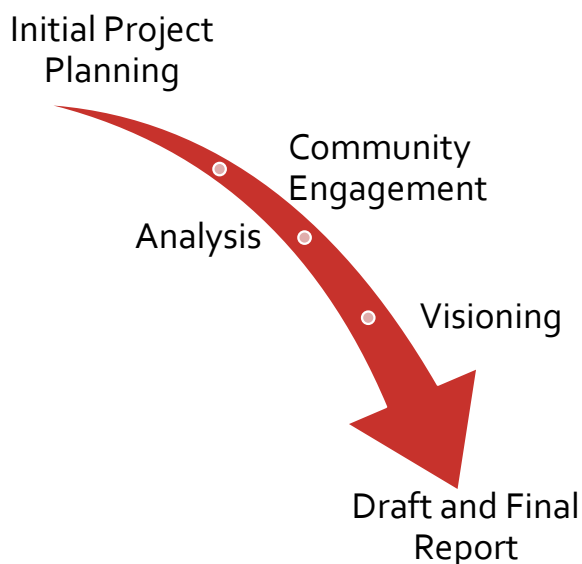 Initial Project
Planning
Community
Engagement
Analysis
Visioning
Draft and Final
Report